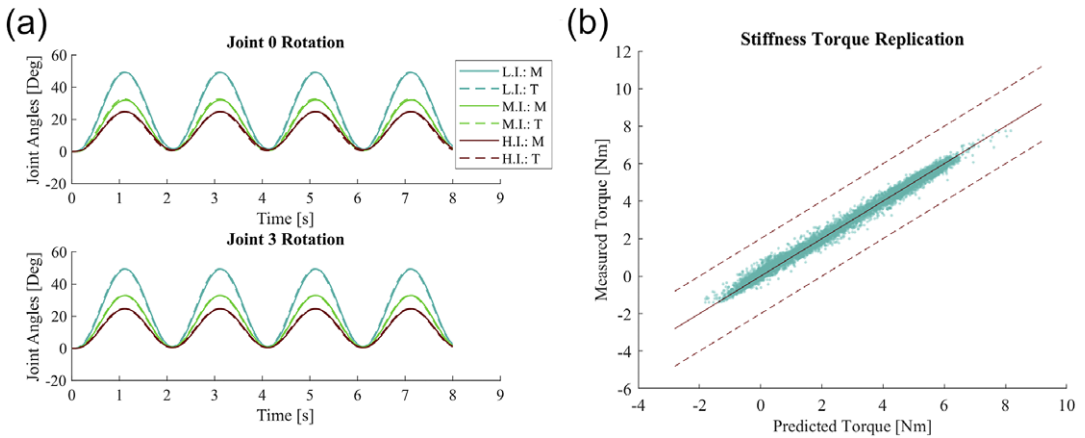 (a)
Joint 0 Rotation
Joint Angles [Deg]
60
40
20
0
-20
0 1 2 3 4 5 6 7 8 9
Time [s]
L.I.: M
L.I.: T
M.I.: M
M.I.: T
H.I.: M
H.I.: T
Joint 3 Rotation
Joint Angles [Deg]
60
40
20
0
-20
0 1 2 3 4 5 6 7 8 9
Time [s]
(b)
Stiffness Torque Replication
Measured Torque [Nm]
12
10
8
6
4
2
0
-2
-4
-6
-4 -2 0 2 4 6 8 10
Predicted Torque [Nm]